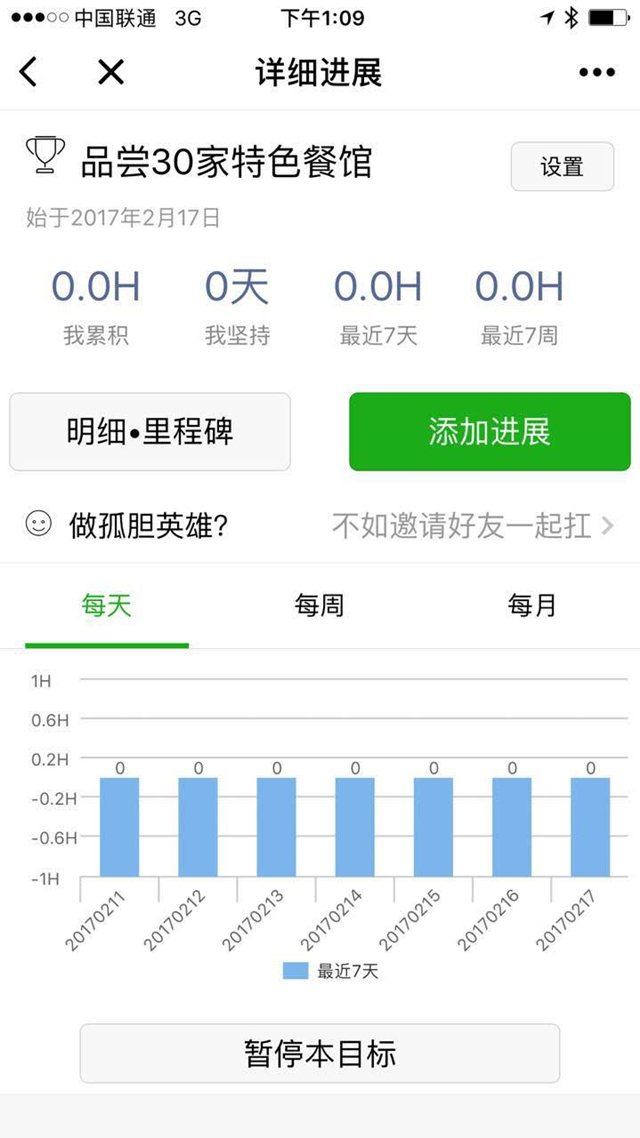 中国联通 3G 下午1:09
详细进展
品尝30家特色餐馆
设置
始于2017年2月17日
0.0H 0天 0.0H 0.0H
我累积 我坚持 最近7天 最近7周
明细•里程碑 添加进展
做孤胆英雄? 不如邀请好友一起扛
每天 每周 每月
1H
0.6H
0.2H
0 0 0 0 0 0 0
-0.2H
-0.6H
-1H
20170211 20170212 20170213 20170214 20170215 20170216 20170217
最近7天
暂停本目标